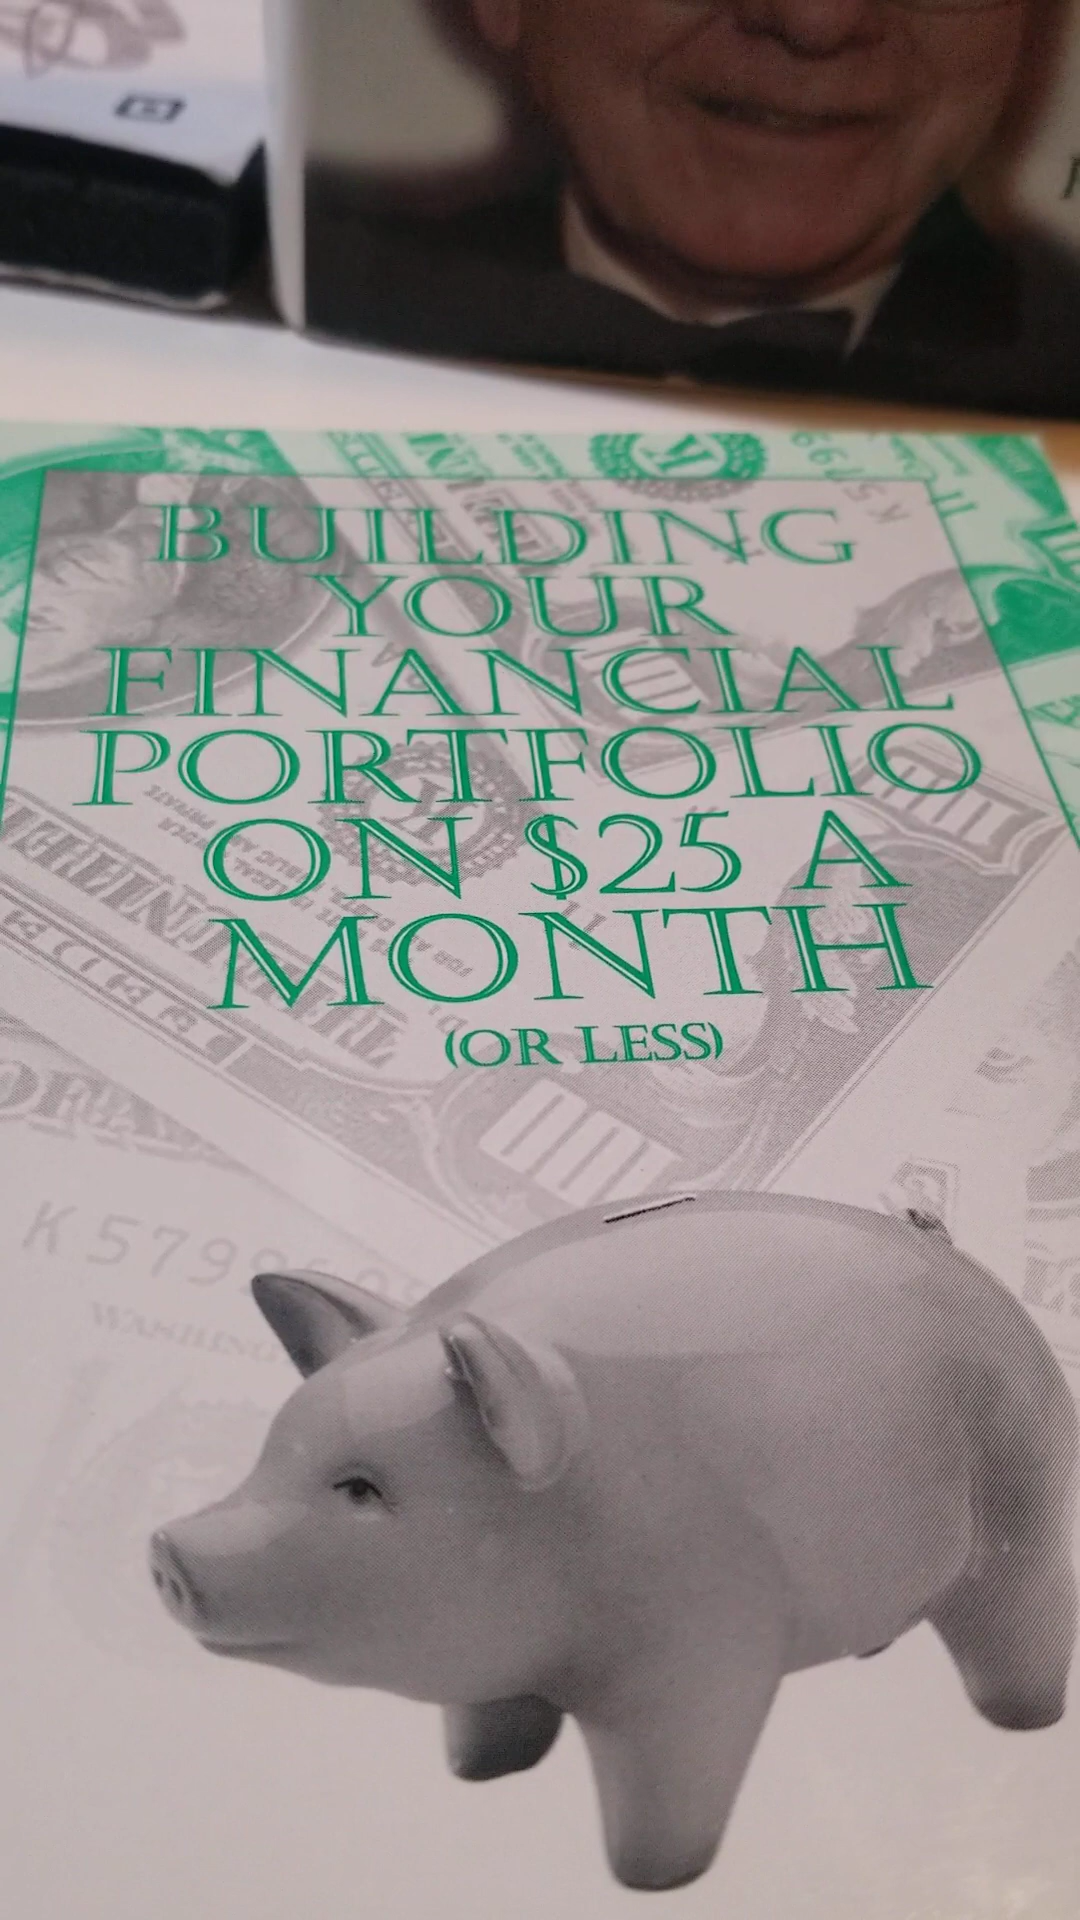 BUILDING
YOUR
FINANCIAL
PORTFOLIO
ON $25 A
MONTH
(OR LESS)